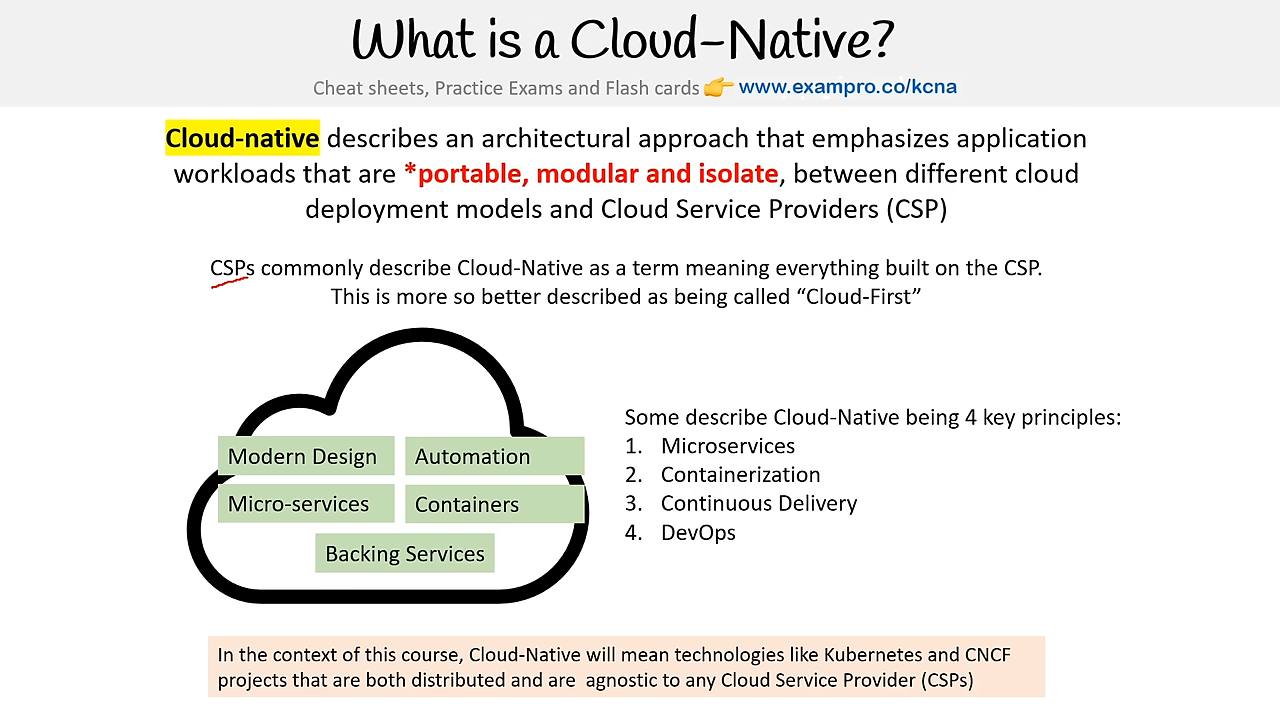 What is a Cloud-Native?
Cheat sheets, Practice Exams and Flash cards 👉 www.exampro.co/kcna
Cloud-native describes an architectural approach that emphasizes application
workloads that are *portable, modular and isolate, between different cloud
deployment models and Cloud Service Providers (CSP)
CSPs commonly describe Cloud-Native as a term meaning everything built on the CSP.
This is more so better described as being called “Cloud-First”
Modern Design
Automation
Micro-services
Containers
Backing Services
Some describe Cloud-Native being 4 key principles:
1. Microservices
2. Containerization
3. Continuous Delivery
4. DevOps
In the context of this course, Cloud-Native will mean technologies like Kubernetes and CNCF
projects that are both distributed and are agnostic to any Cloud Service Provider (CSPs)